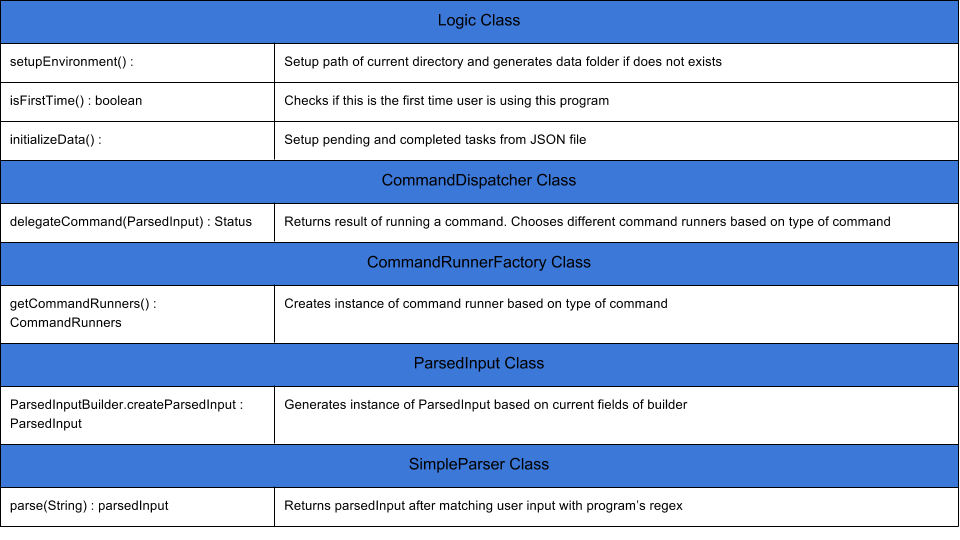 Logic Class
setupEnvironment() :
Setup path of current directory and generates data folder if does not exists
isFirstTime() : boolean
Checks if this is the first time user is using this program
initializeData() :
Setup pending and completed tasks from JSON file
CommandDispatcher Class
delegateCommand(ParsedInput) : Status
Returns result of running a command. Chooses different command runners based on type of command
CommandRunnerFactory Class
getCommandRunners() :
CommandRunners
Creates instance of command runner based on type of command
ParsedInput Class
ParsedInputBuilder.createParsedInput :
ParsedInput
Generates instance of ParsedInput based on current fields of builder
SimpleParser Class
parse(String) : parsedInput
Returns parsedInput after matching user input with program's regex